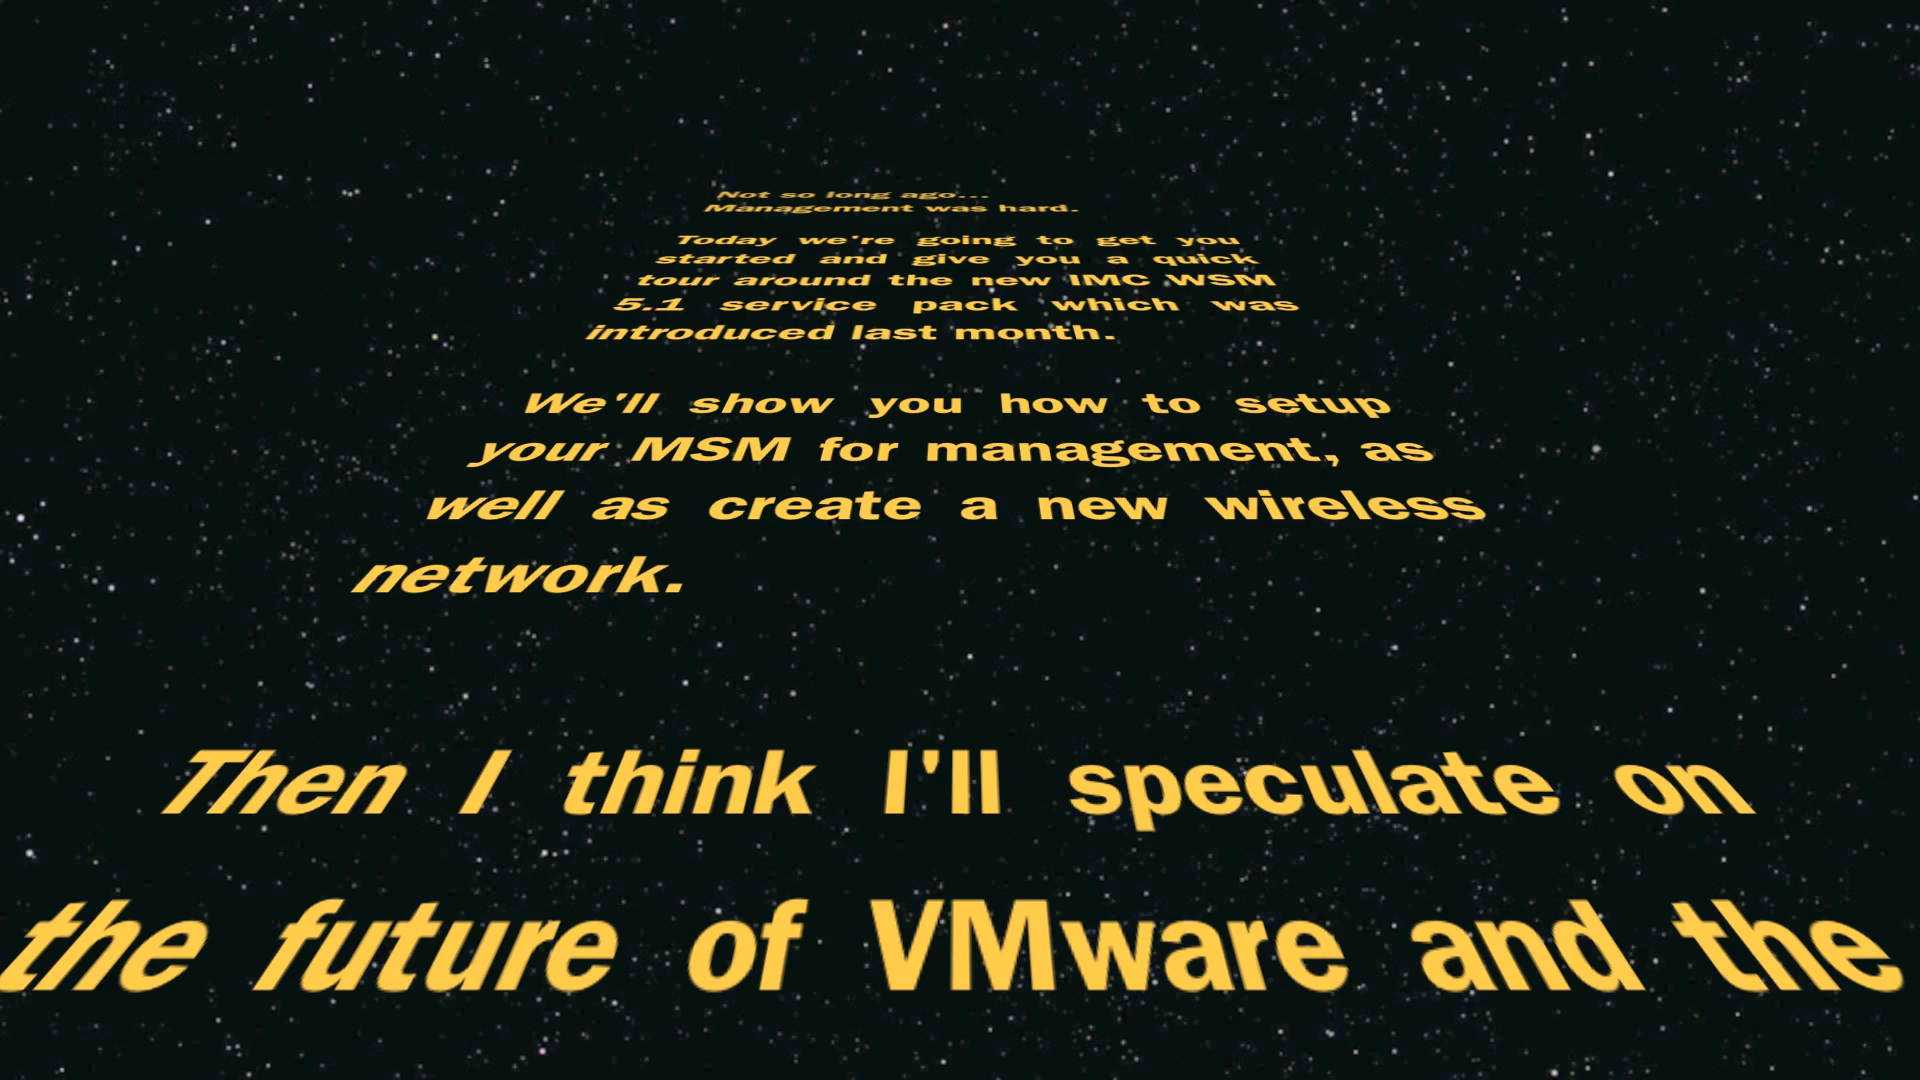 Not so long ago...
Management was hard.
Today we're going to get you
started and give you a quick
tour around the new IMC WSM
5.1 service pack which was
introduced last month.
We'll show you how to setup
your MSM for management, as
well as create a new wireless
network.
Then I think I'll speculate on
the future of VMware and the